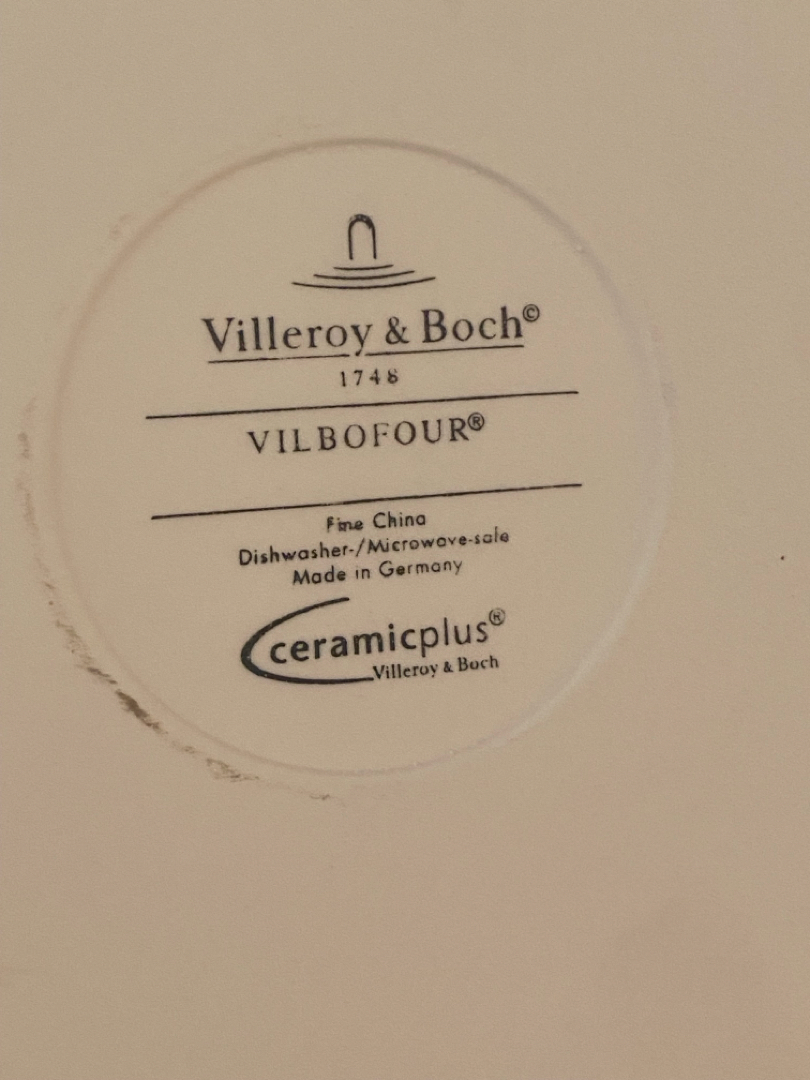 Villeroy & Boch©
1748
VILBOFOUR®
Fine China
Dishwasher-/Microwave-safe
Made in Germany
ceramicplus®
Villeroy & Boch